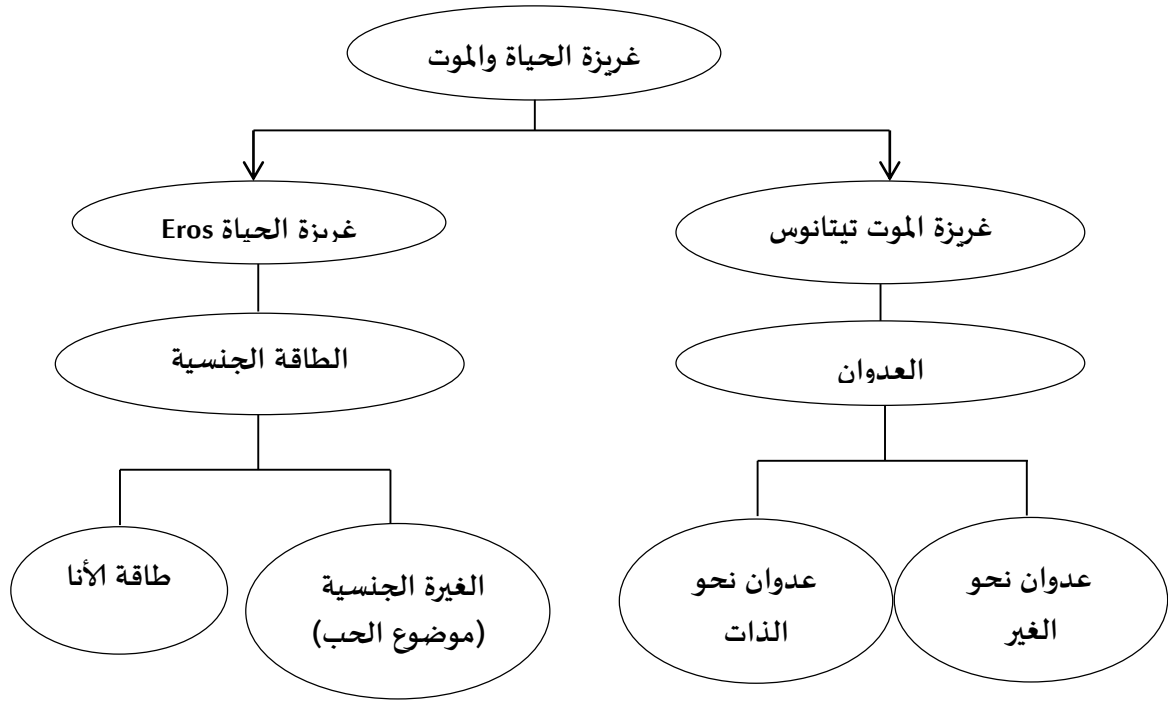 غريزة الحياة والموت
غريزة الموت تيتانوس
غريزة الحياة Eros
العدوان
الطاقة الجنسية
عدوان نحو
الغير
عدوان نحو
الذات
الغيرة الجنسية
(موضوع الحب)
طاقة الأنا